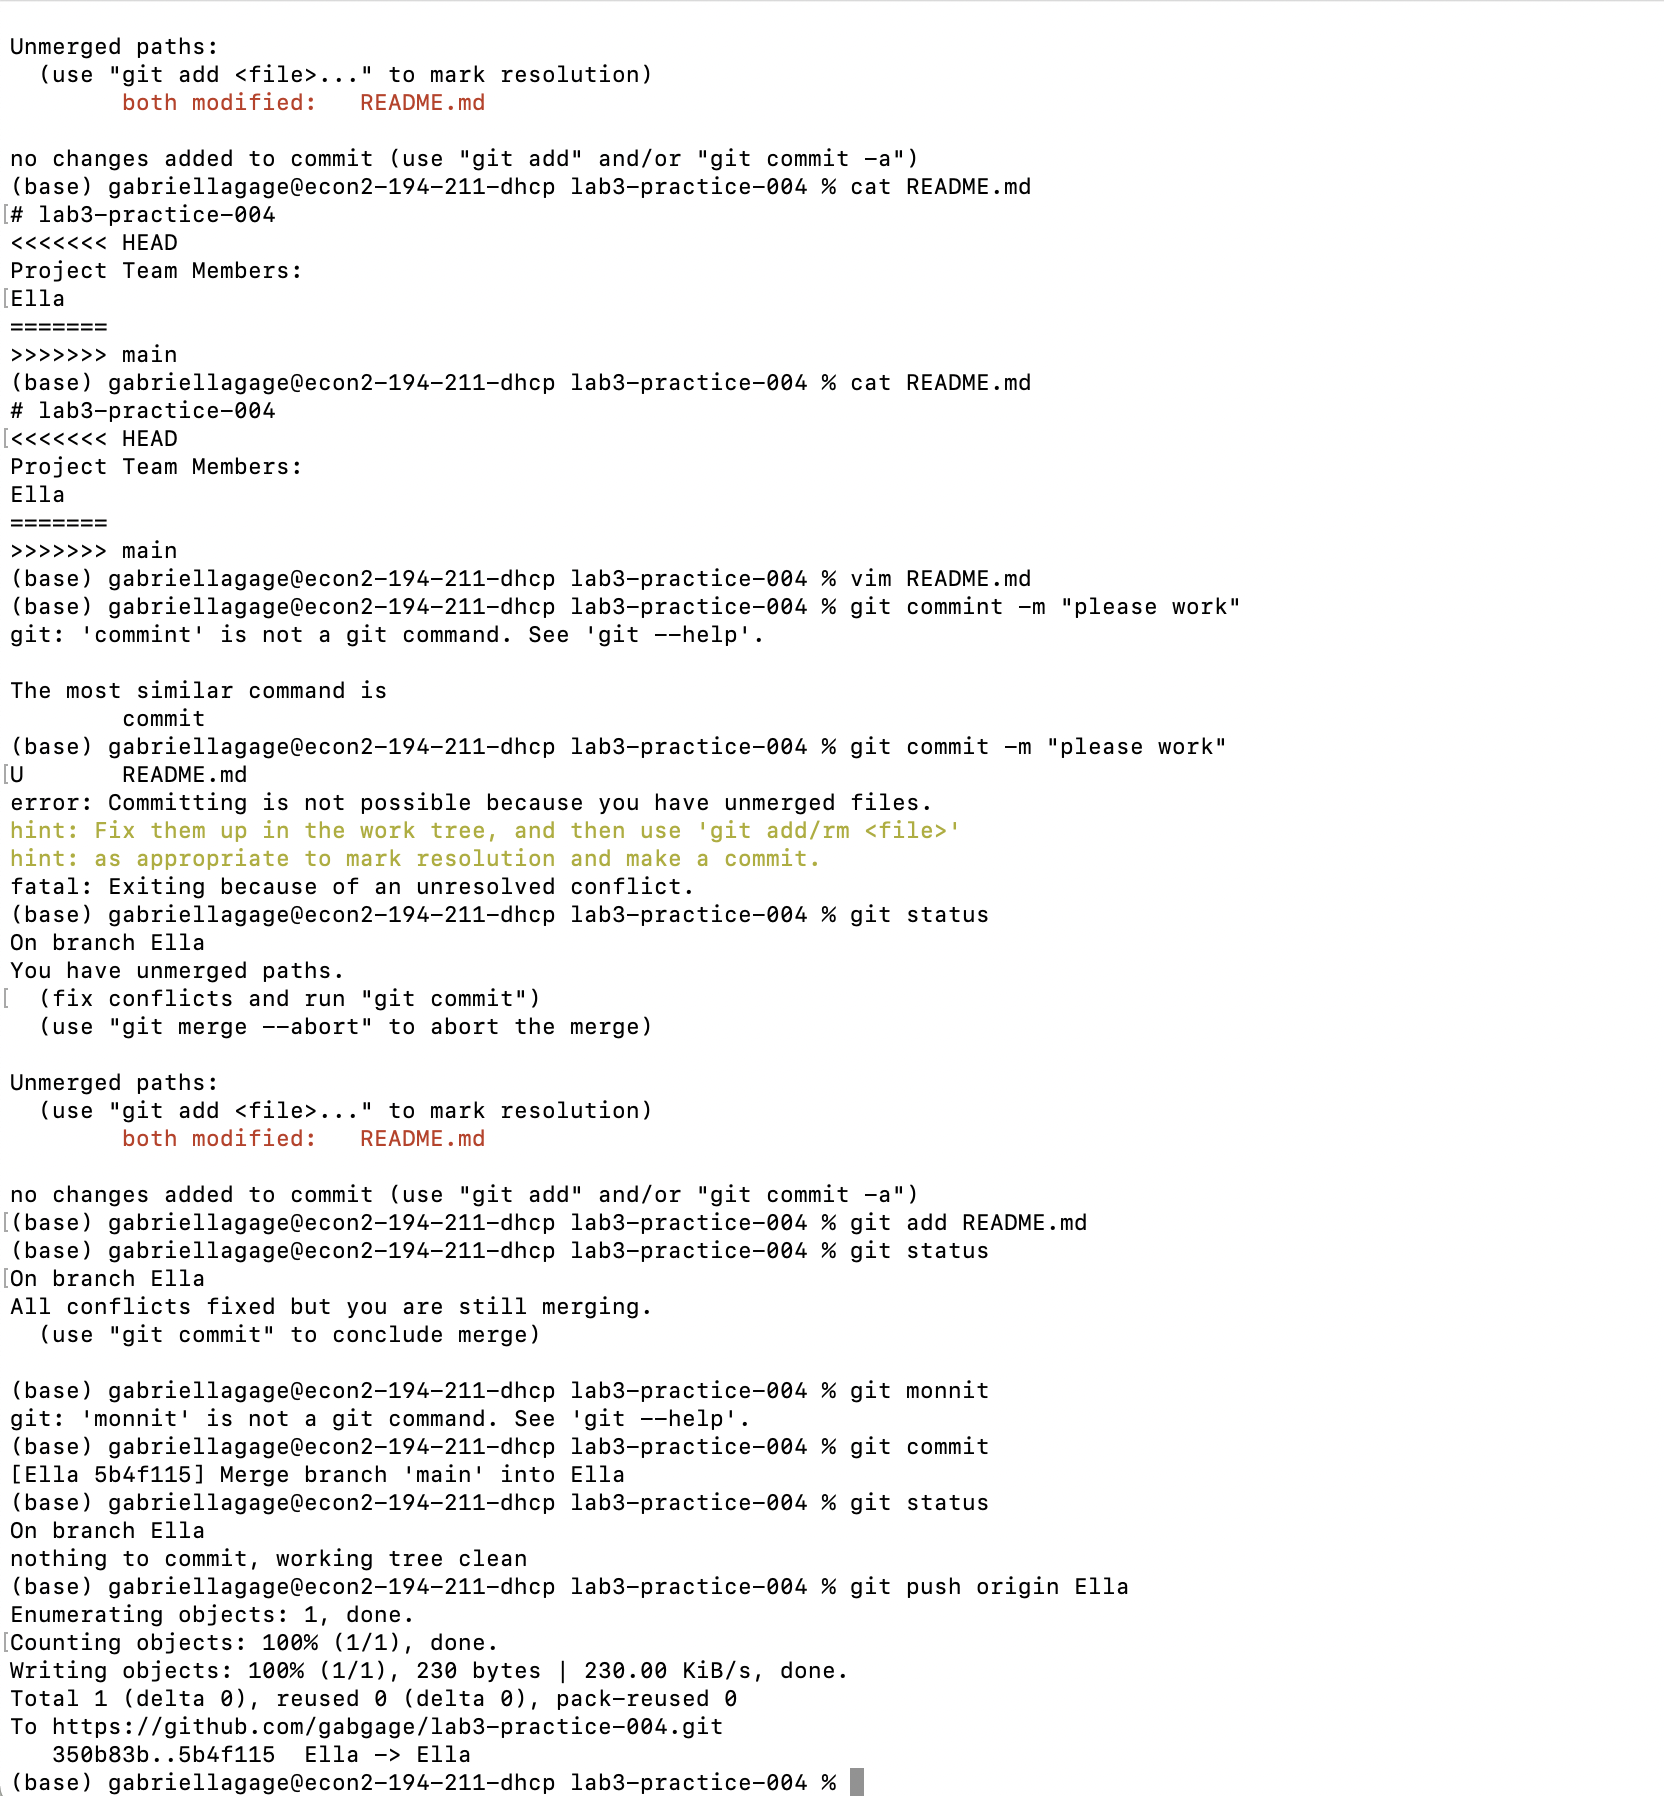 Unmerged paths:
  (use "git add <file>..." to mark resolution)
        both modified:   README.md

no changes added to commit (use "git add" and/or "git commit -a")
(base) gabriellagage@econ2-194-211-dhcp lab3-practice-004 % cat README.md
[# lab3-practice-004
<<<<<<< HEAD
Project Team Members:
[Ella
=======
>>>>>>> main
(base) gabriellagage@econ2-194-211-dhcp lab3-practice-004 % cat README.md
# lab3-practice-004
[<<<<<<< HEAD
Project Team Members:
Ella
=======
>>>>>>> main
(base) gabriellagage@econ2-194-211-dhcp lab3-practice-004 % vim README.md
(base) gabriellagage@econ2-194-211-dhcp lab3-practice-004 % git commint -m "please work"
git: 'commint' is not a git command. See 'git --help'.

The most similar command is
        commit
(base) gabriellagage@econ2-194-211-dhcp lab3-practice-004 % git commit -m "please work"
[U       README.md
error: Committing is not possible because you have unmerged files.
hint: Fix them up in the work tree, and then use 'git add/rm <file>'
hint: as appropriate to mark resolution and make a commit.
fatal: Exiting because of an unresolved conflict.
(base) gabriellagage@econ2-194-211-dhcp lab3-practice-004 % git status
On branch Ella
You have unmerged paths.
[  (fix conflicts and run "git commit")
  (use "git merge --abort" to abort the merge)

Unmerged paths:
  (use "git add <file>..." to mark resolution)
        both modified:   README.md

no changes added to commit (use "git add" and/or "git commit -a")
[(base) gabriellagage@econ2-194-211-dhcp lab3-practice-004 % git add README.md
(base) gabriellagage@econ2-194-211-dhcp lab3-practice-004 % git status
[On branch Ella
All conflicts fixed but you are still merging.
  (use "git commit" to conclude merge)

(base) gabriellagage@econ2-194-211-dhcp lab3-practice-004 % git monnit
git: 'monnit' is not a git command. See 'git --help'.
(base) gabriellagage@econ2-194-211-dhcp lab3-practice-004 % git commit
[Ella 5b4f115] Merge branch 'main' into Ella
(base) gabriellagage@econ2-194-211-dhcp lab3-practice-004 % git status
On branch Ella
nothing to commit, working tree clean
(base) gabriellagage@econ2-194-211-dhcp lab3-practice-004 % git push origin Ella
Enumerating objects: 1, done.
[Counting objects: 100% (1/1), done.
Writing objects: 100% (1/1), 230 bytes | 230.00 KiB/s, done.
Total 1 (delta 0), reused 0 (delta 0), pack-reused 0
To https://github.com/gabgage/lab3-practice-004.git
   350b83b..5b4f115  Ella -> Ella
(base) gabriellagage@econ2-194-211-dhcp lab3-practice-004 %